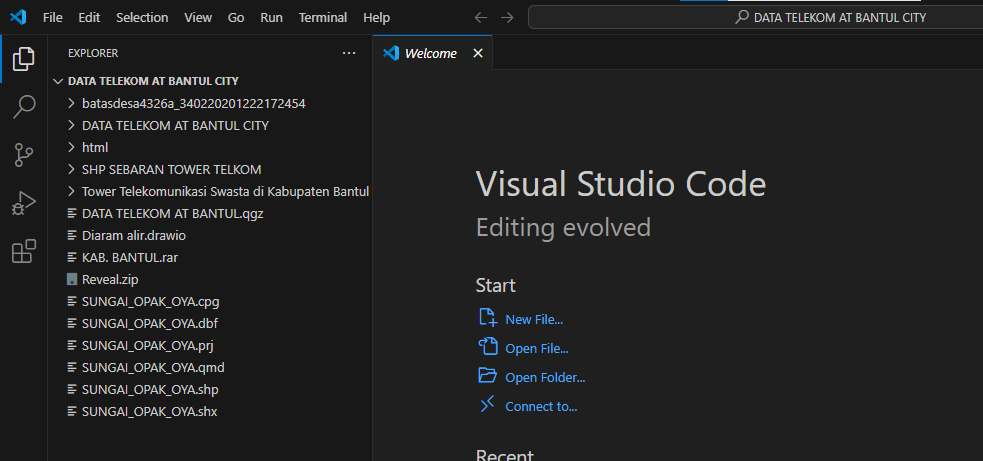 File Edit Selection View Go Run Terminal Help
DATA TELEKOM AT BANTUL CITY
EXPLORER
Welcome
DATA TELEKOM AT BANTUL CITY
batasdesa4326a_340220201222172454
DATA TELEKOM AT BANTUL CITY
html
SHP SEBARAN TOWER TELKOM
Tower Telekomunikasi Swasta di Kabupaten Bantul
DATA TELEKOM AT BANTUL.qgz
Diaram alir.drawio
KAB. BANTUL.rar
Reveal.zip
SUNGAI_OPAK_OYA.cpg
SUNGAI_OPAK_OYA.dbf
SUNGAI_OPAK_OYA.prj
SUNGAI_OPAK_OYA.qmd
SUNGAI_OPAK_OYA.shp
SUNGAI_OPAK_OYA.shx
Visual Studio Code
Editing evolved
Start
New File...
Open File...
Open Folder...
Connect to...
Recent